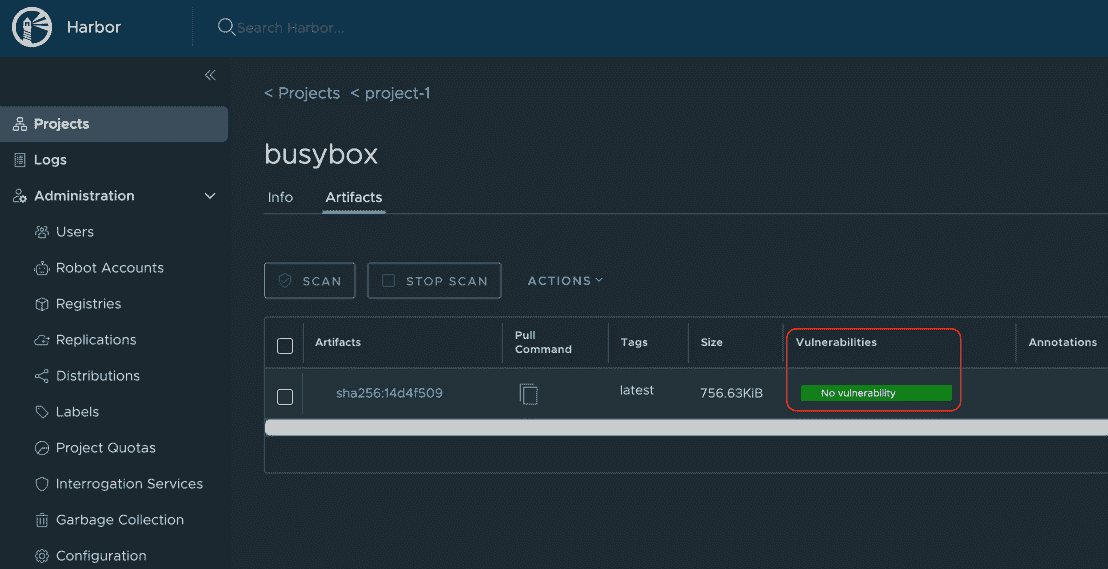 Harbor
Search Harbor...
< Projects < project-1
Projects
Logs
Administration
Users
Robot Accounts
Registries
Replications
Distributions
Labels
Project Quotas
Interrogation Services
Garbage Collection
Configuration
busybox
Info Artifacts
SCAN STOP SCAN ACTIONS
Artifacts Pull Command Tags Size Vulnerabilities Annotations
sha256:14d4f509 latest 756.63KiB No vulnerability